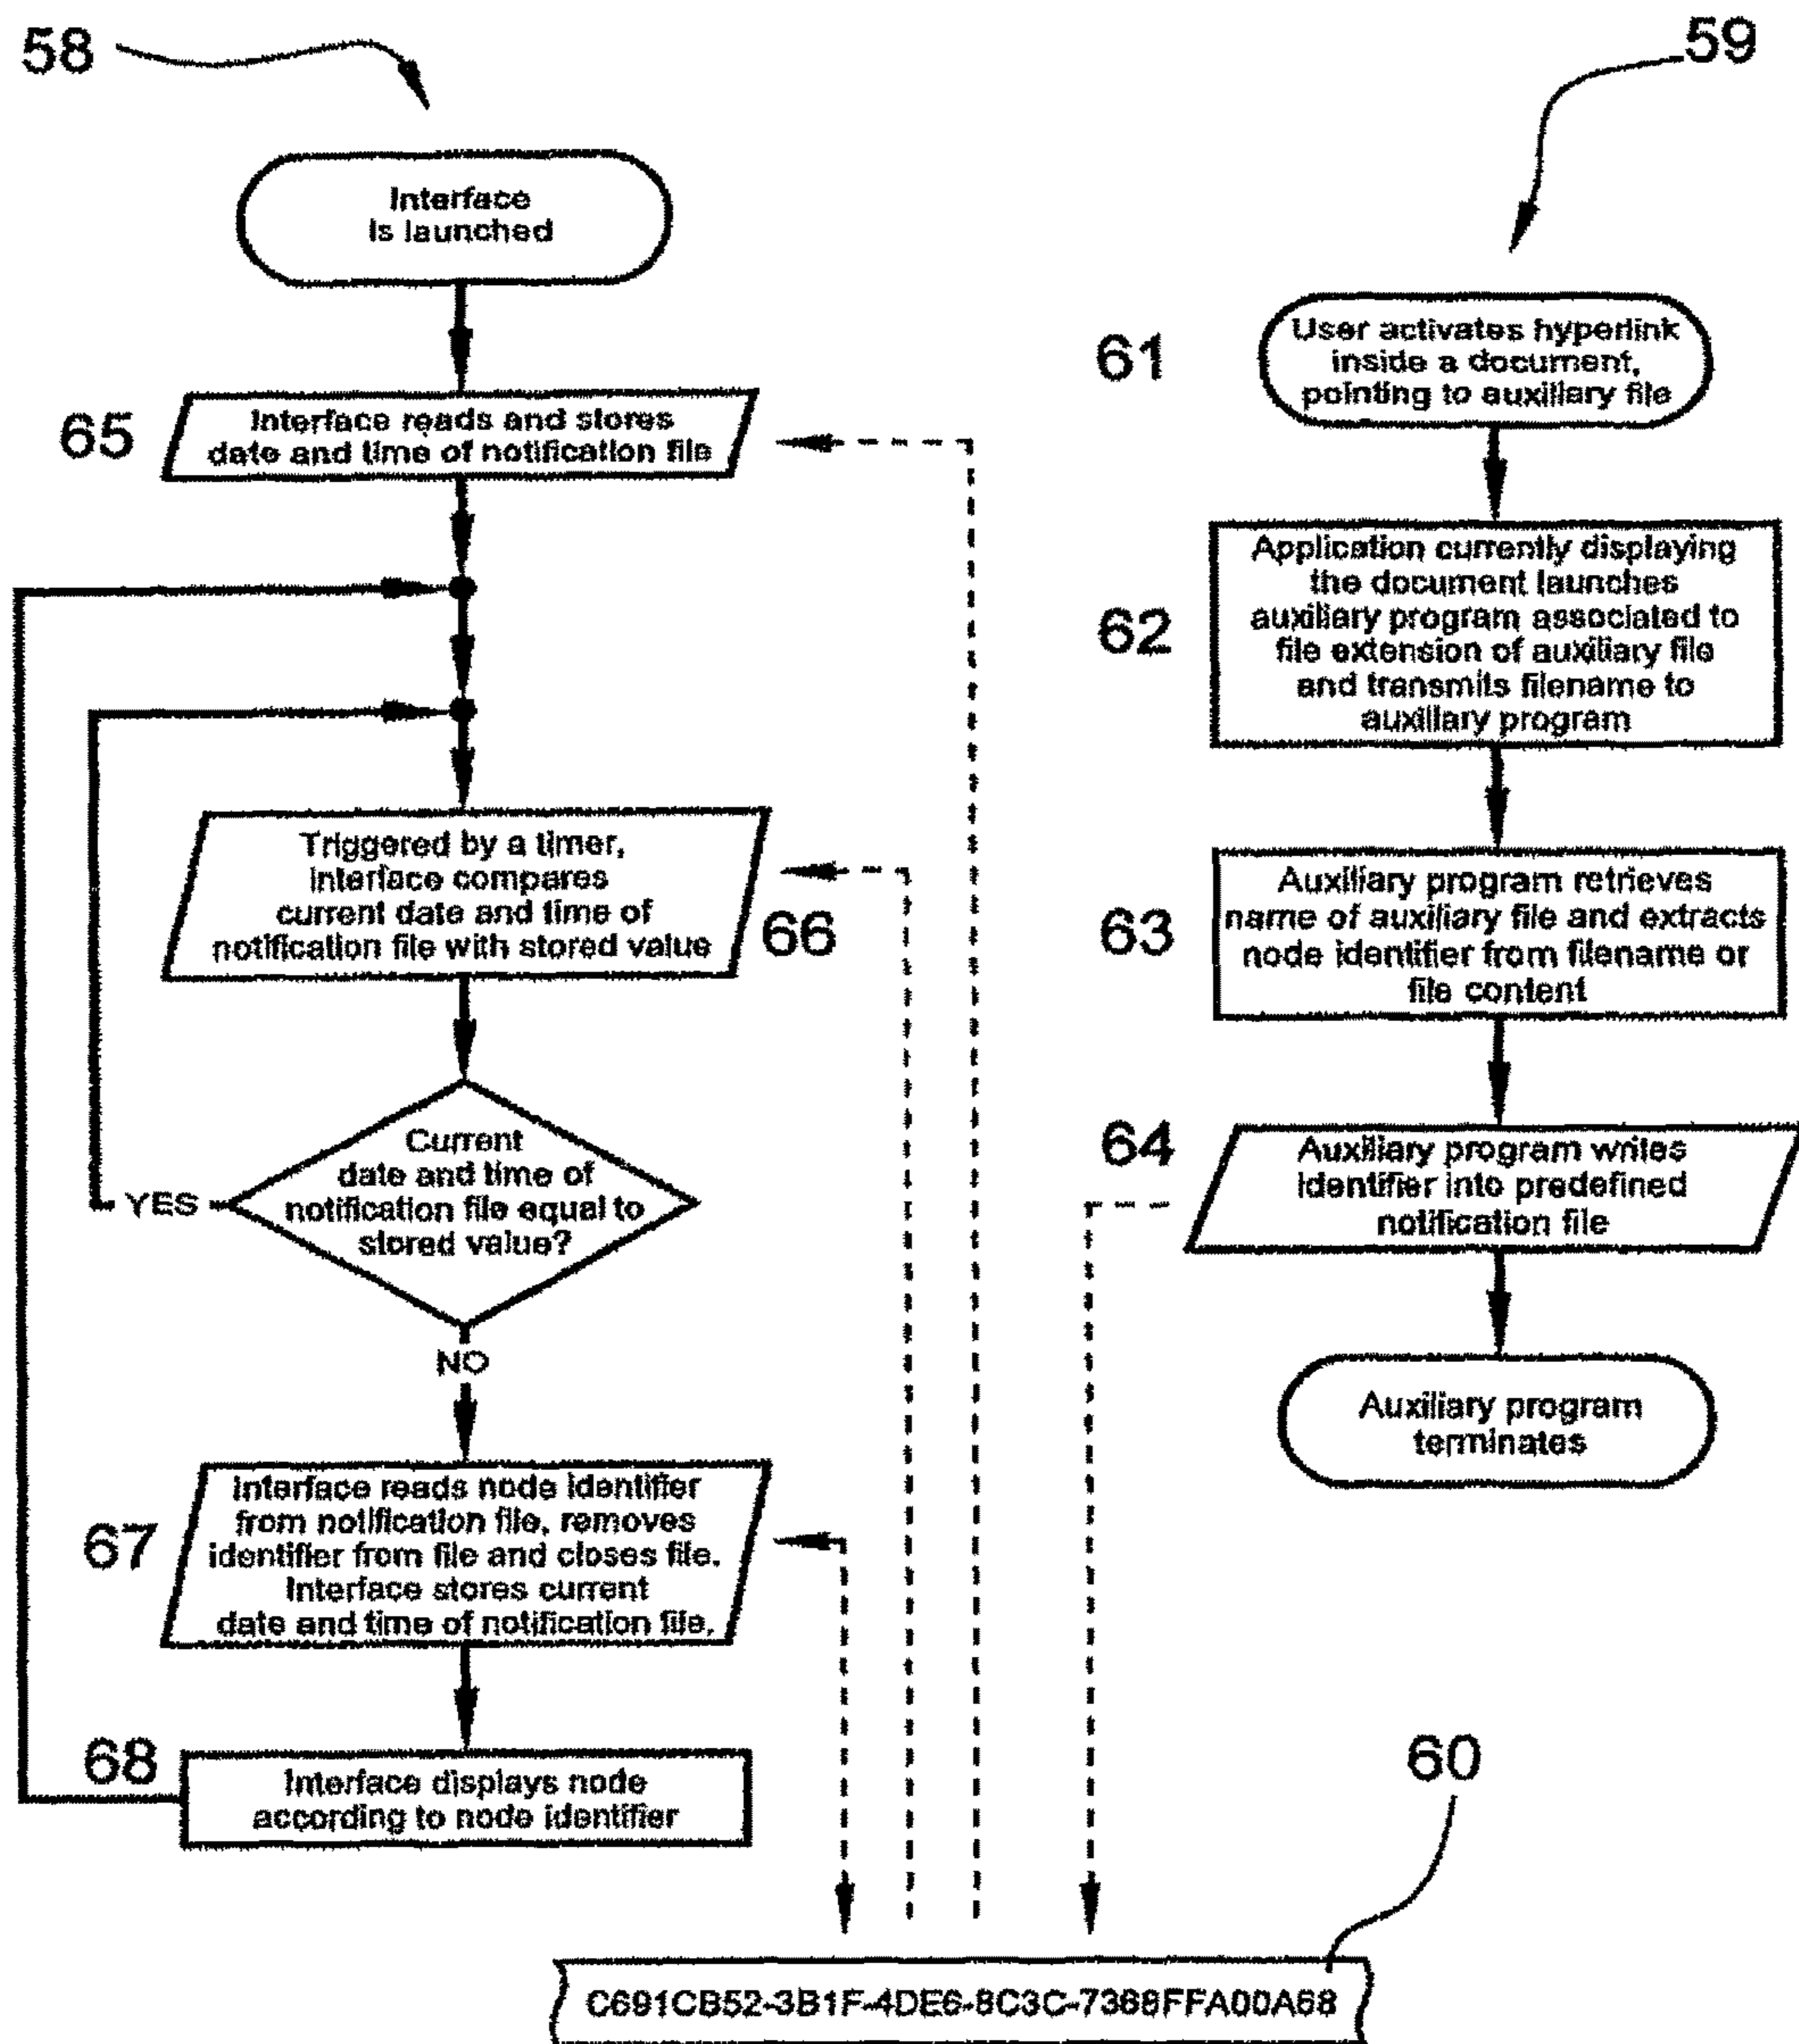 58
59
Interface
is launched
61
User activates hyperlink
inside a document,
pointing to auxiliary file
65
Interface reads and stores
date and time of notification file
62
Application currently displaying
the document launches
auxiliary program associated to
file extension of auxiliary file
and transmits filename to
auxiliary program
Triggered by a timer,
interface compares
current date and time of
notification file with stored value
66
63
Auxiliary program retrieves
name of auxiliary file and extracts
node identifier from filename or
file content
64
Auxiliary program writes
identifier into predefined
notification file
Current
date and time of
notification file equal to
stored value?
YES
NO
Auxiliary program
terminates
67
Interface reads node identifier
from notification file, removes
identifier from file and closes file.
Interface stores current
date and time of notification file.
68
Interface displays node
according to node identifier
60
C691CB52-3B1F-4DE6-8C3C-7368FFA00A68